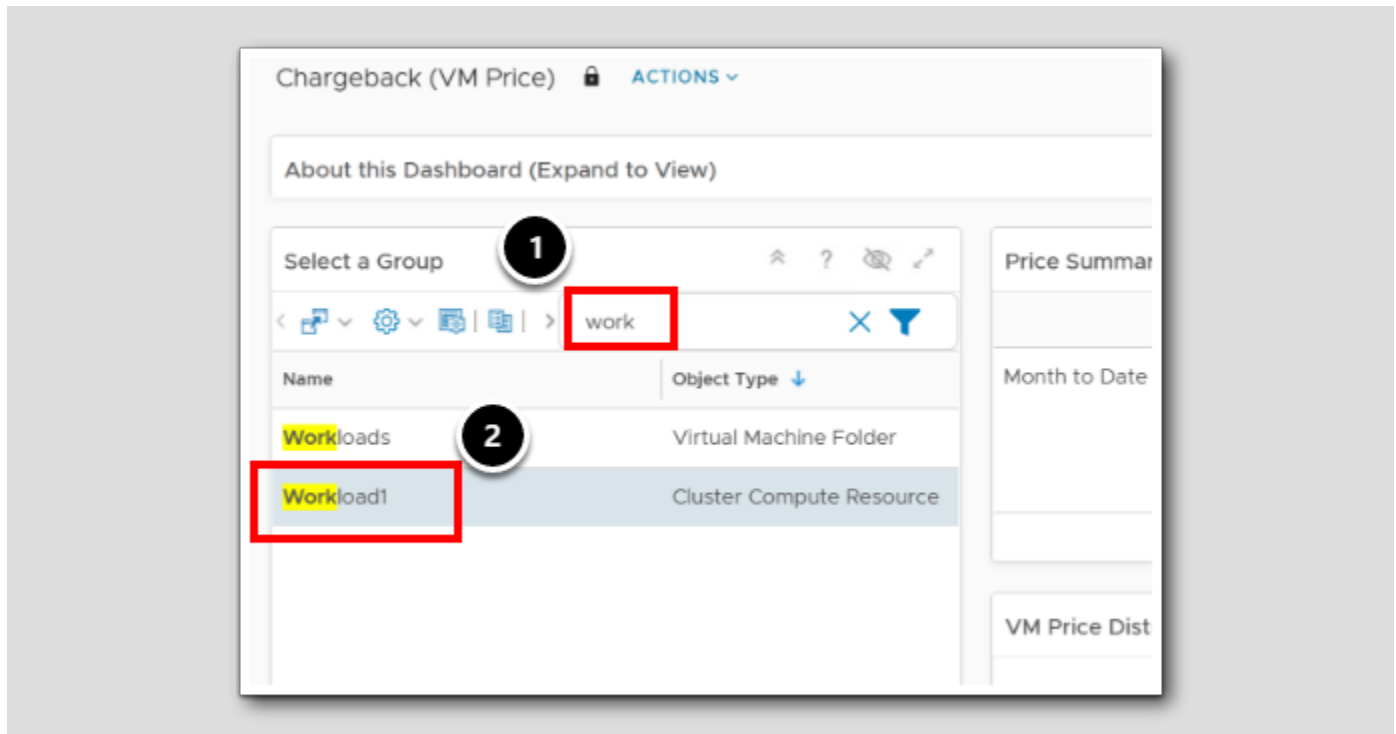 Chargeback (VM Price) ACTIONS
About this Dashboard (Expand to View)
1
Select a Group ?
work
Name Object Type
Workloads Virtual Machine Folder
2
Workload1 Cluster Compute Resource
Price Summar
Month to Date
VM Price Dist